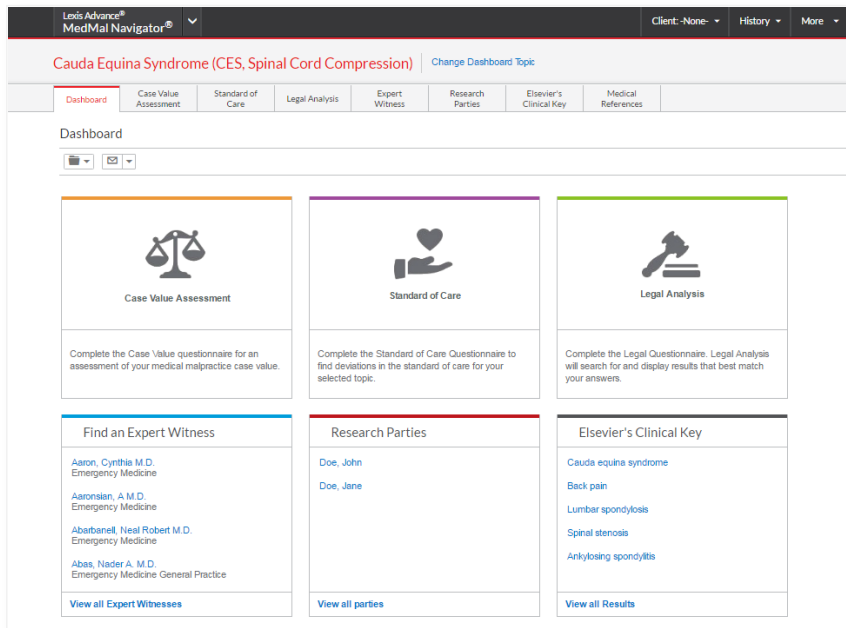 Lexis Advance®
MedMal Navigator®
Client: -None-
History
More
Cauda Equina Syndrome (CES, Spinal Cord Compression)
Change Dashboard Topic
Dashboard
Case Value
Assessment
Standard of
Care
Legal Analysis
Expert
Witness
Research
Parties
Elsevier's
Clinical Key
Medical
References
Dashboard
Case Value Assessment
Complete the Case Value questionnaire for an
assessment of your medical malpractice case value.
Standard of Care
Complete the Standard of Care Questionnaire to
find deviations in the standard of care for your
selected topic.
Legal Analysis
Complete the Legal Questionnaire. Legal Analysis
will search for and display results that best match
your answers.
Find an Expert Witness
Aaron, Cynthia M.D.
Emergency Medicine
Aaronsian, A M.D.
Emergency Medicine
Abarbanell, Neal Robert M.D.
Emergency Medicine
Abas, Nader A. M.D.
Emergency Medicine General Practice
View all Expert Witnesses
Research Parties
Doe, John
Doe, Jane
View all parties
Elsevier's Clinical Key
Cauda equina syndrome
Back pain
Lumbar spondylosis
Spinal stenosis
Ankylosing spondylitis
View all Results